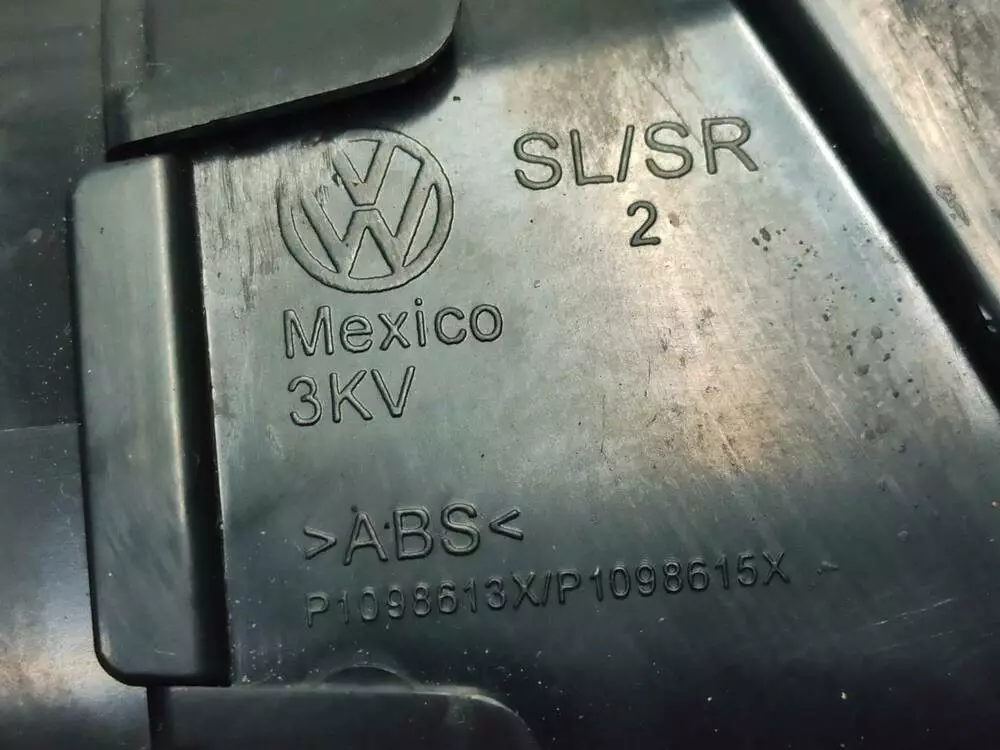 SL/SR
2
Mexico
3KV
>ABS<
P1098613X/P1098615X